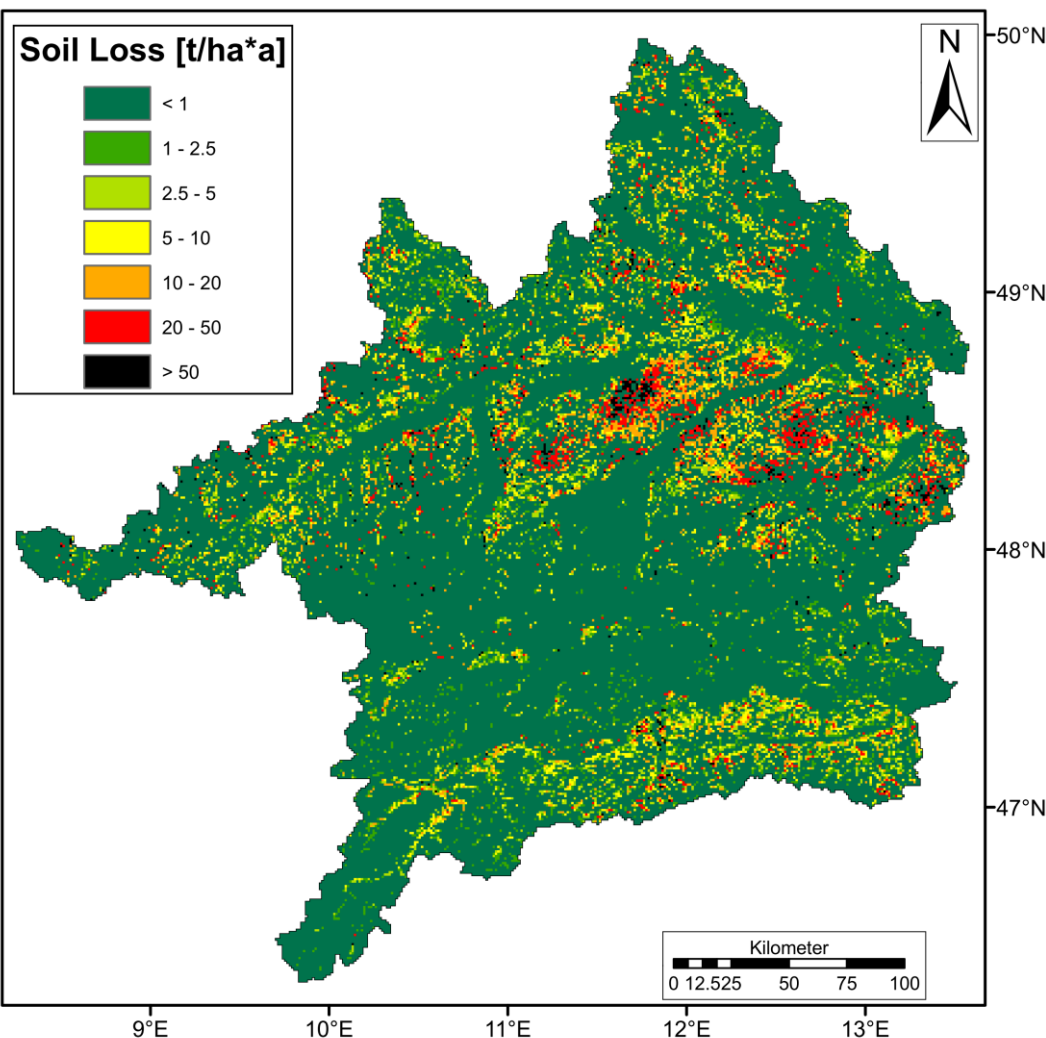 Soil Loss [t/ha*a]
< 1
1 - 2.5
2.5 - 5
5 - 10
10 - 20
20 - 50
> 50
N
50°N
49°N
48°N
47°N
Kilometer
0 12.525 50 75 100
9°E 10°E 11°E 12°E 13°E